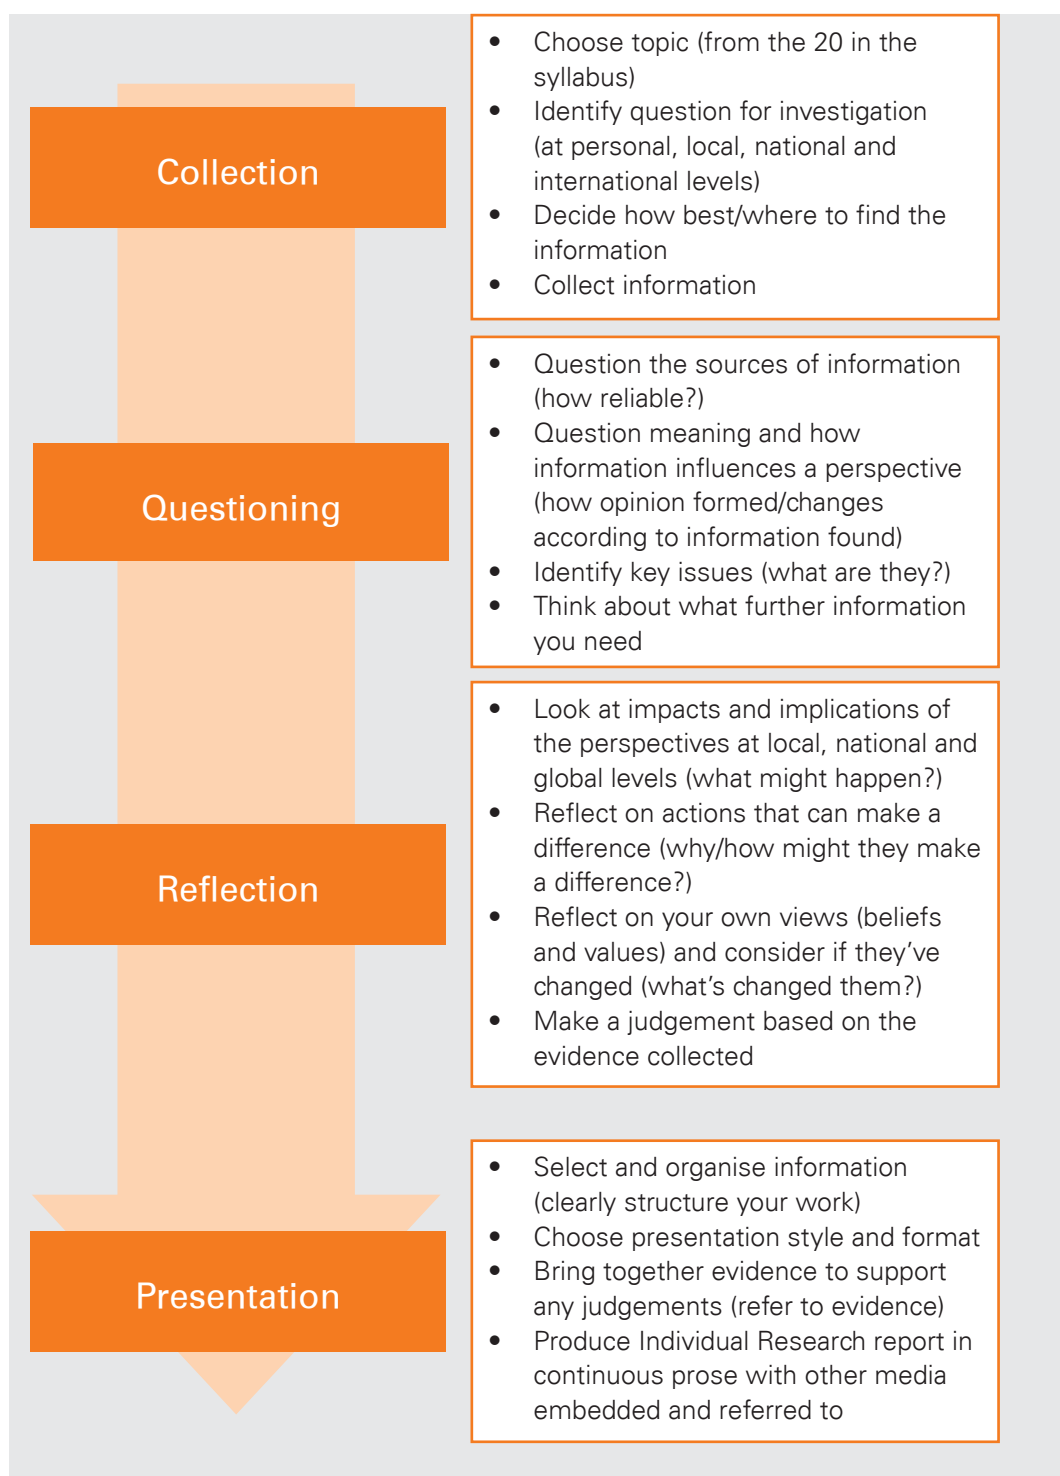 Collection
• Choose topic (from the 20 in the
syllabus)
• Identify question for investigation
(at personal, local, national and
international levels)
• Decide how best/where to find the
information
• Collect information
Questioning
• Question the sources of information
(how reliable?)
• Question meaning and how
information influences a perspective
(how opinion formed/changes
according to information found)
• Identify key issues (what are they?)
• Think about what further information
you need
Reflection
• Look at impacts and implications of
the perspectives at local, national and
global levels (what might happen?)
• Reflect on actions that can make a
difference (why/how might they make
a difference?)
• Reflect on your own views (beliefs
and values) and consider if they’ve
changed (what’s changed them?)
• Make a judgement based on the
evidence collected
Presentation
• Select and organise information
(clearly structure your work)
• Choose presentation style and format
• Bring together evidence to support
any judgements (refer to evidence)
• Produce Individual Research report in
continuous prose with other media
embedded and referred to